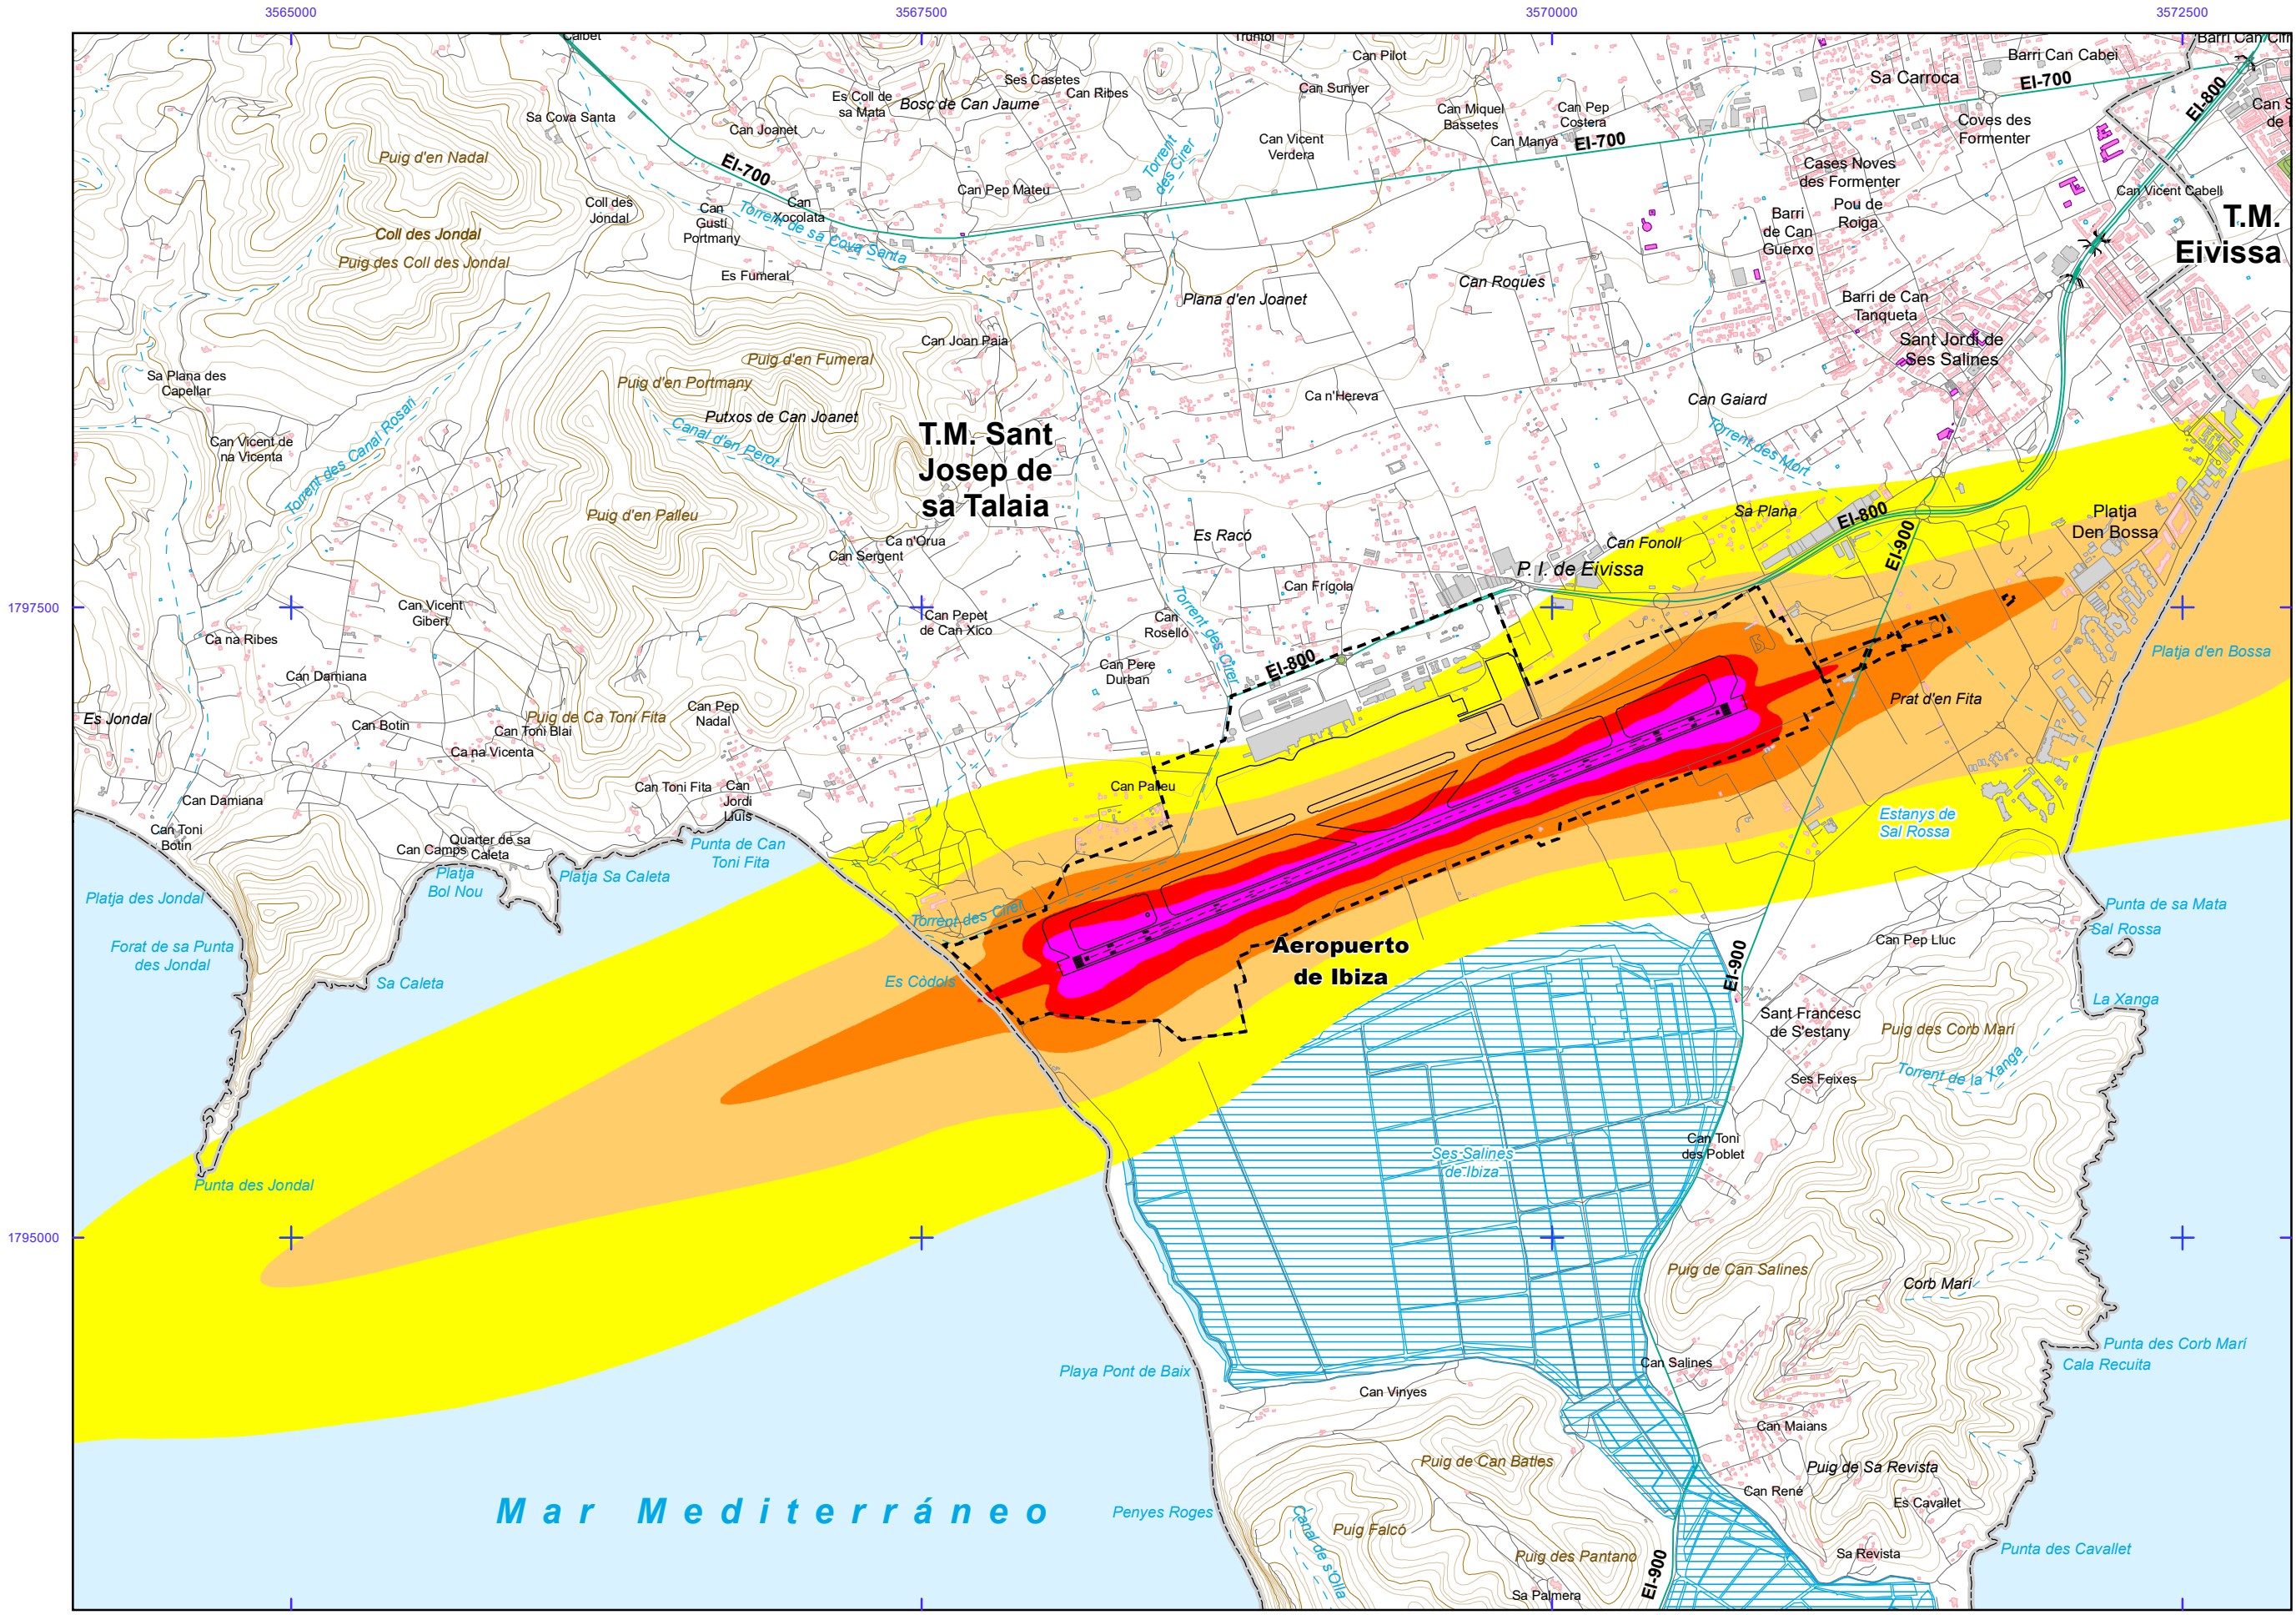 3565000
3567500
3570000
3572500
Truntoi
Can Pilot
Barri Can Cabei
EI-700
Sa Carroca
EI-800
Ses Casetes
Can Ribes
Can Sunyer
Es Coll de
sa Mata
Bosc de Can Jaume
Can Miquel
Bassetes
Can Pep
Costera
Sa Cova Santa
Can Joanet
Coves des
Formenter
Can Vicent
Verdera
Can Manyà
EI-700
Puig d'en Nadal
EI-700
Torrent
des Cirer
Cases Noves
des Formenter
Can Pep Mateu
Can Vicent Cabell
Coll des
Jondal
Can
Gustí
Portmany
Can
Xocolata
Torrent de sa Cova Santa
Pou de
Roiga
Barri
de Can
Guerxo
T.M.
Eivissa
Coll des Jondal
Puig des Coll des Jondal
Es Fumeral
Can Roques
Plana d'en Joanet
Barri de Can
Tanqueta
Can Joan Paia
Sant Jordi de
Ses Salines
Puig d'en Fumeral
Puig d'en Portmany
Sa Plana des
Capellar
Putxos de Can Joanet
Ca n'Hereva
Can Gaiard
Canal d'en Perot
T.M. Sant
Josep de
sa Talaia
Torrent des Canal Rosari
Can Vicent de
na Vicenta
Torrent des Mort
Puig d'en Palleu
Sa Plana
EI-800
Platja
Den Bossa
Es Racó
Ca n'Orua
Can Sergent
Can Fonoll
EI-900
P. I. de Eivissa
Can Frígola
1797500
Can Vicent
Gibert
Can Pepet
de Can Xico
Can
Roselló
Torrent des Cirer
Ca na Ribes
Platja d'en Bossa
EI-800
Can Pere
Durban
Can Damiana
Es Jondal
Can Botin
Puig de Ca Toni Fita
Can Toni Blai
Can Pep
Nadal
Prat d'en Fita
Ca na Vicenta
Can Toni Fita
Can
Jordi
Lluis
Can Palleu
Can Damiana
Estanys de
Sal Rossa
Can Toni
Botin
Quarter de sa
Caleta
Can Camps
Punta de Can
Toni Fita
Platja
Bol Nou
Platja Sa Caleta
Platja des Jondal
Torrent des Cirer
Punta de sa Mata
Sal Rossa
Forat de sa Punta
des Jondal
Aeropuerto
de Ibiza
Can Pep Lluc
EI-900
Sa Caleta
Es Còdols
La Xanga
Sant Francesc
de S'estany
Puig des Corb Marí
Torrent de la Xanga
Ses Feixes
Can Toni
des Poblet
Ses Salines
de Ibiza
Punta des Jondal
1795000
Puig de Can Salines
Corb Marí
Punta des Corb Marí
Cala Recuita
Can Salines
Playa Pont de Baix
Can Vinyes
Can Maians
Puig de Can Batles
Puig de Sa Revista
Can René
Es Cavallet
Mar Mediterráneo
Penyes Roges
Canal de s'Olla
Puig Falcó
Puig des Pantano
Sa Revista
Punta des Cavallet
EI-900
Sa Palmera